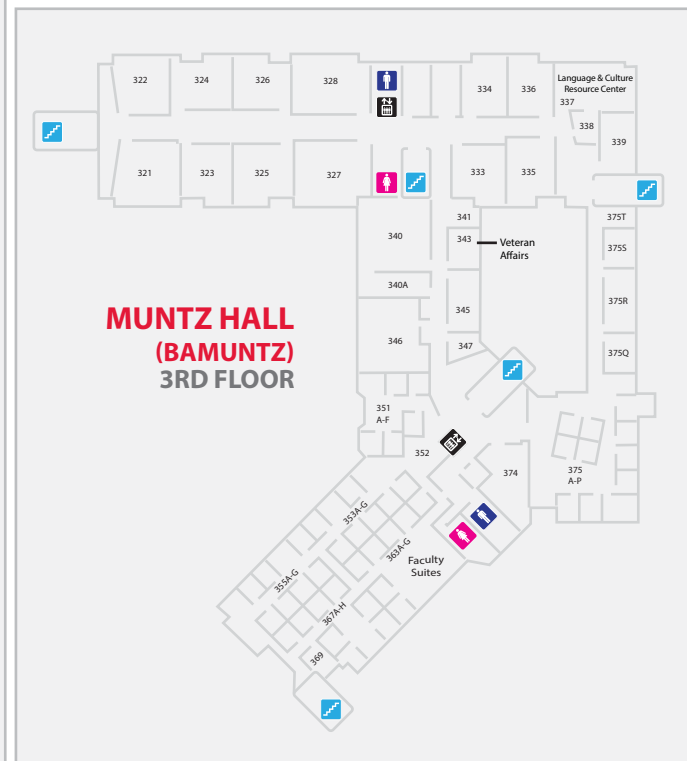 322
324
326
328
334
336
Language & Culture
Resource Center
337
338
339
321
323
325
327
333
335
341
343
Veteran
Affairs
340
340A
345
346
347
375T
375S
375R
375Q
MUNTZ HALL
(BAMUNTZ)
3RD FLOOR
351
A-F
352
374
375
A-P
353A-G
363A-G
Faculty
Suites
355A-G
367A-H
369